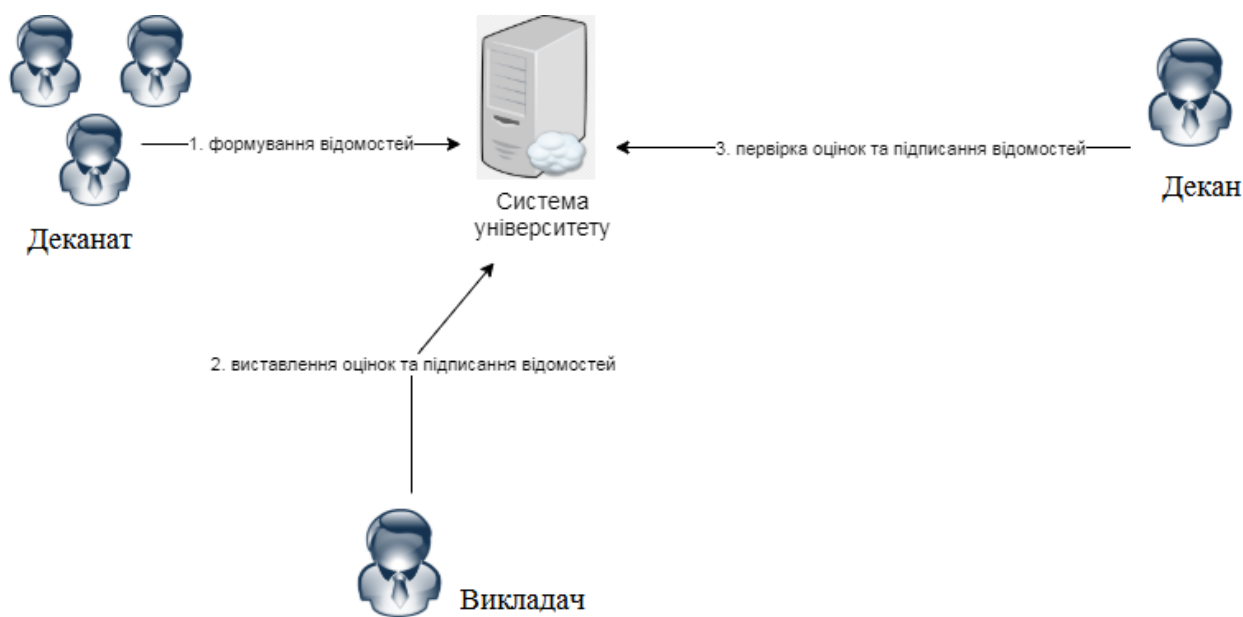 1. формування відомостей
3. первірка оцінок та підписання відомостей
Система
університету
Декан
Деканат
2. виставлення оцінок та підписання відомостей
Викладач